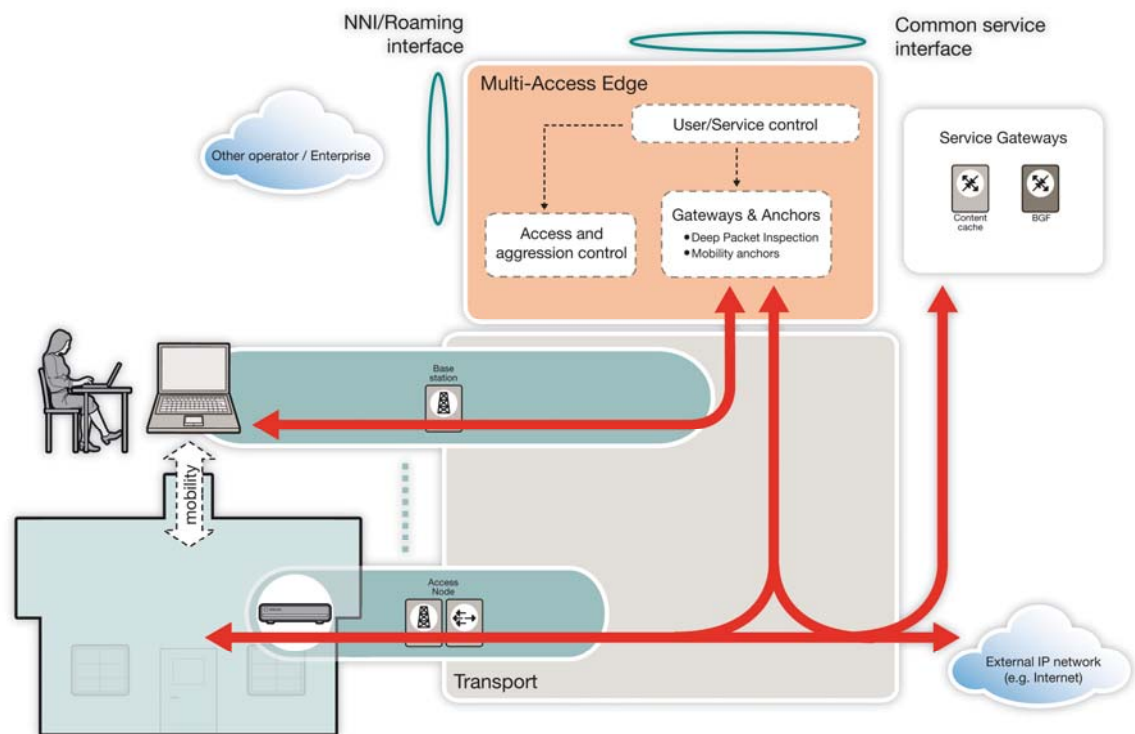 NNI/Roaming
interface
Common service
interface
Multi-Access Edge
User/Service control
Other operator / Enterprise
Service Gateways
Content
cache
BGF
Gateways & Anchors
• Deep Packet Inspection
• Mobility anchors
Access and
aggression control
Base
station
mobility
Access
Node
External IP network
(e.g. Internet)
Transport